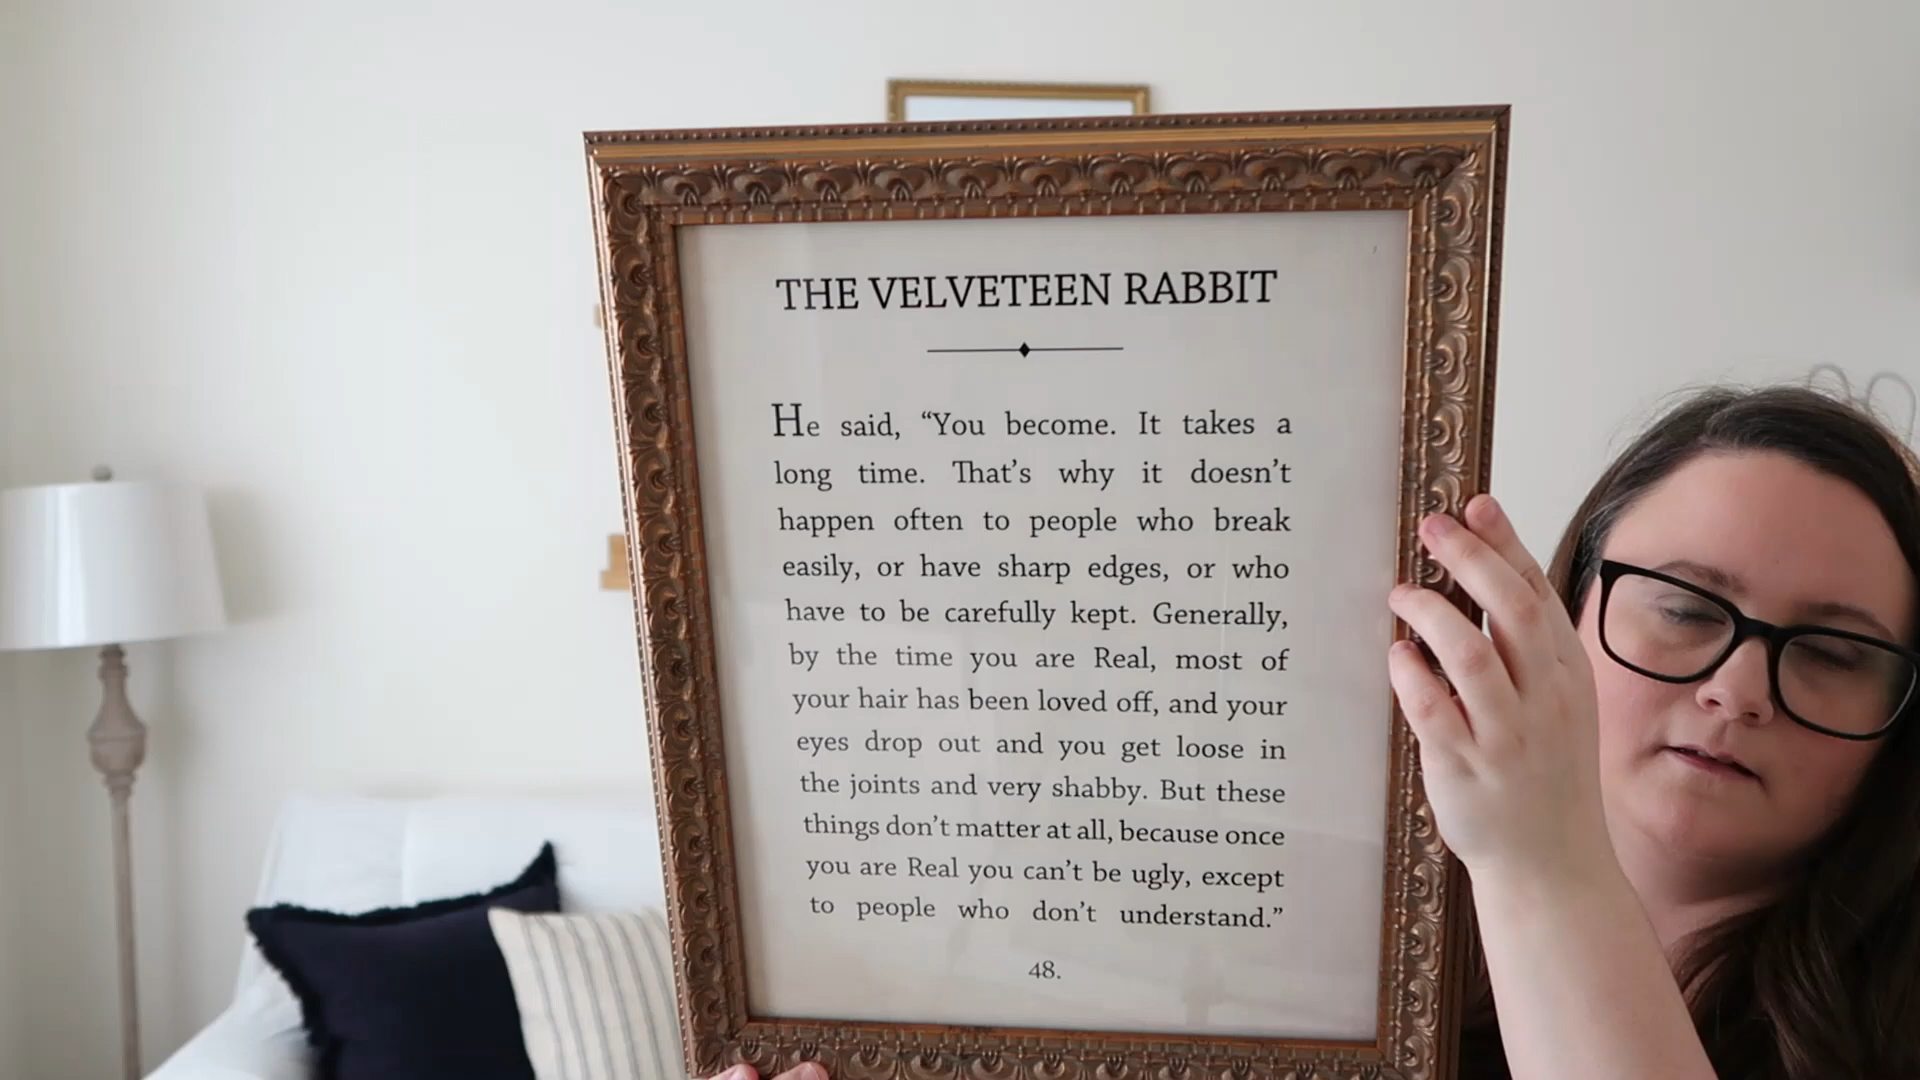 THE VELVETEEN RABBIT
He said, “You become. It takes a
long time. That’s why it doesn’t
happen often to people who break
easily, or have sharp edges, or who
have to be carefully kept. Generally,
by the time you are Real, most of
your hair has been loved off, and your
eyes drop out and you get loose in
the joints and very shabby. But these
things don’t matter at all, because once
you are Real you can’t be ugly, except
to people who don’t understand.”
48.